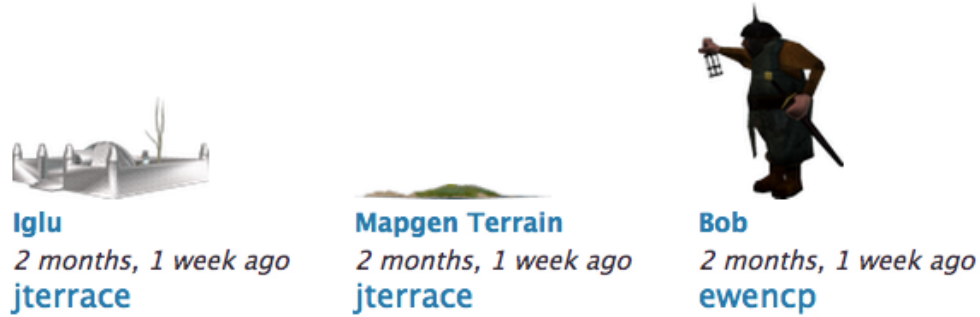 Iglu
2 months, 1 week ago
jterrace
Mapgen Terrain
2 months, 1 week ago
jterrace
Bob
2 months, 1 week ago
ewencp